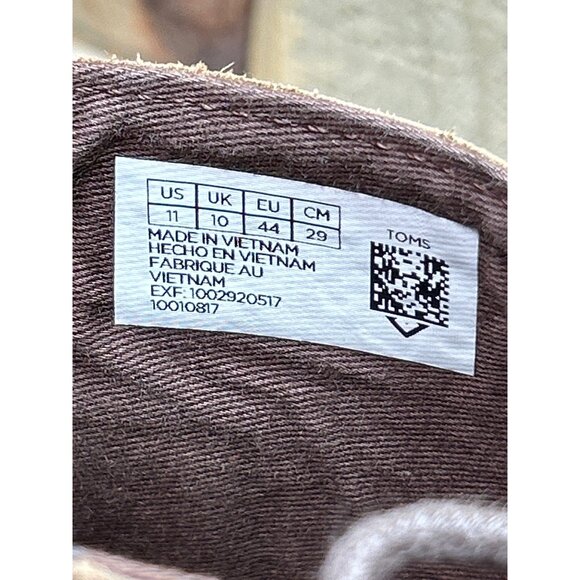 US UK EU CM
11 10 44 29
MADE IN VIETNAM
HECHO EN VIETNAM
FABRIQUE AU
VIETNAM
EXF: 1002920517
10010817
TOMS